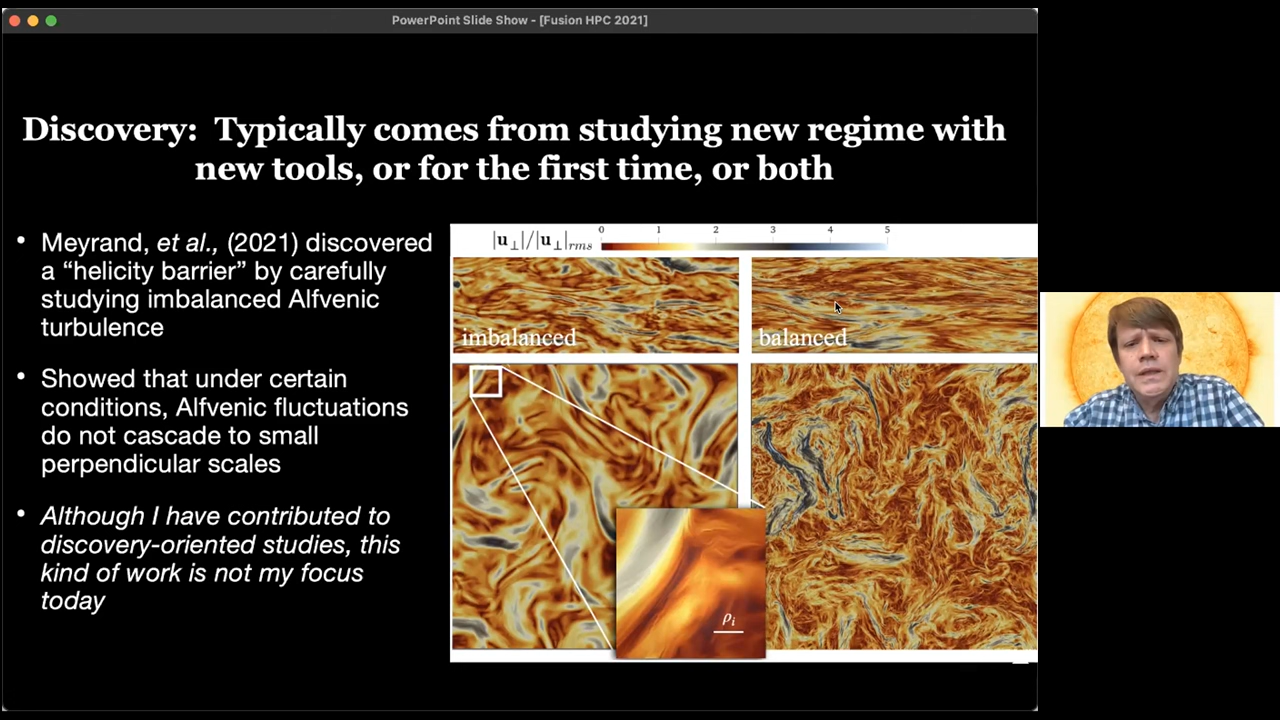 PowerPoint Slide Show - [Fusion HPC 2021]
Discovery: Typically comes from studying new regime with
new tools, or for the first time, or both
• Meyrand, et al., (2021) discovered
a “helicity barrier” by carefully
studying imbalanced Alfvenic
turbulence
• Showed that under certain
conditions, Alfvenic fluctuations
do not cascade to small
perpendicular scales
• Although I have contributed to
discovery-oriented studies, this
kind of work is not my focus
today
|u⊥|/|u⊥|rms
0 1 2 3 4 5
imbalanced
balanced
ρi